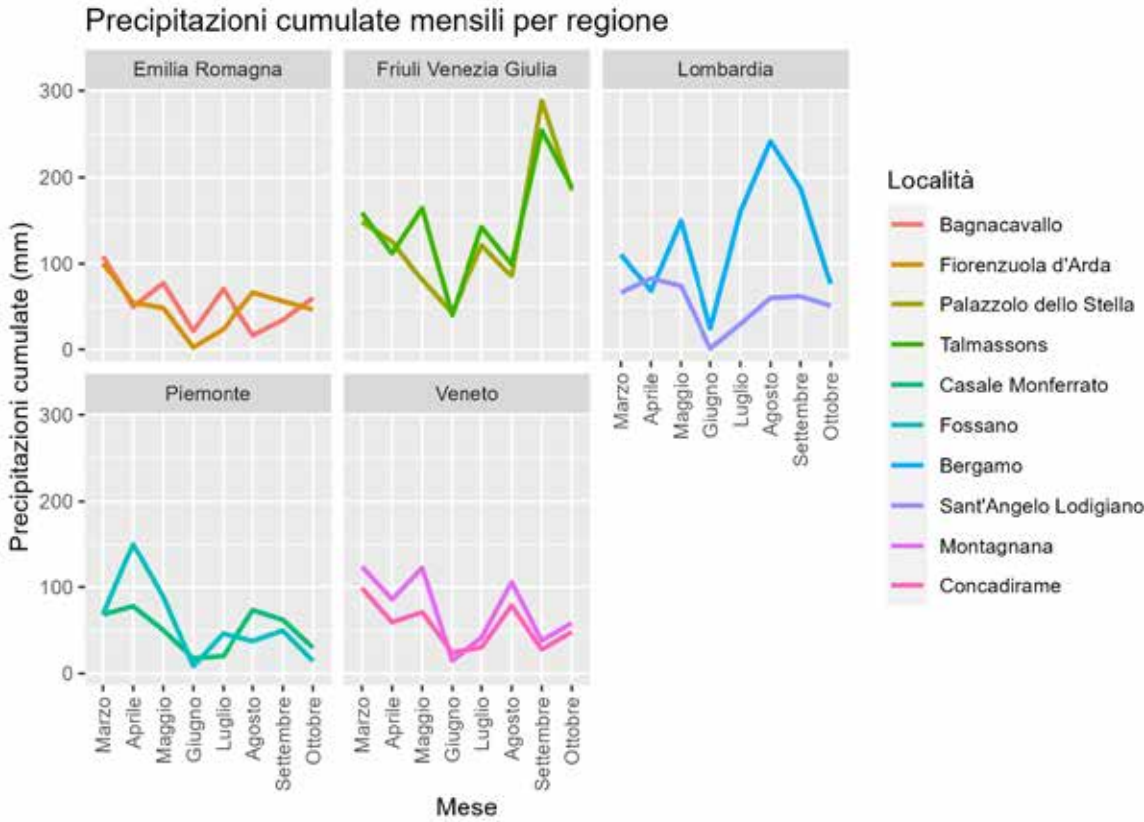 Precipitazioni cumulate mensili per regione
Emilia Romagna
Friuli Venezia Giulia
Lombardia
300
200
100
0
Piemonte
Veneto
300
200
100
0
Precipitazioni cumulate (mm)
Marzo
Aprile
Maggio
Giugno
Luglio
Agosto
Settembre
Ottobre
Marzo
Aprile
Maggio
Giugno
Luglio
Agosto
Settembre
Ottobre
Marzo
Aprile
Maggio
Giugno
Luglio
Agosto
Settembre
Ottobre
Mese
Località
Bagnacavallo
Fiorenzuola d'Arda
Palazzolo dello Stella
Talmassons
Casale Monferrato
Fossano
Bergamo
Sant'Angelo Lodigiano
Montagnana
Concadirame